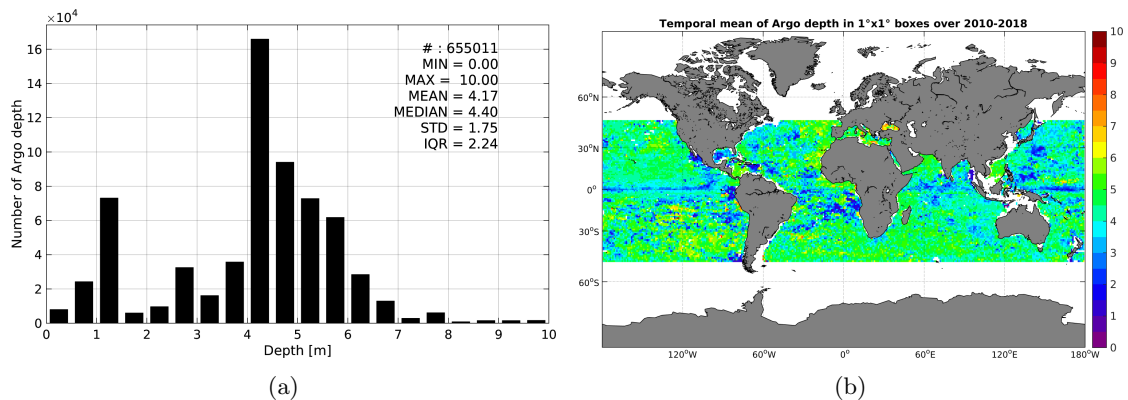 ×10⁴
16
14
12
10
8
6
4
2
0
Number of Argo depth
# : 655011
MIN = 0.00
MAX = 10.00
MEAN = 4.17
MEDIAN = 4.40
STD = 1.75
IQR = 2.24
0 1 2 3 4 5 6 7 8 9 10
Depth [m]
(a)
Temporal mean of Argo depth in 1°x1° boxes over 2010-2018
60°N
30°N
0°
30°S
60°S
120°W 60°W 0° 60°E 120°E 180°W
10
9
8
7
6
5
4
3
2
1
0
(b)